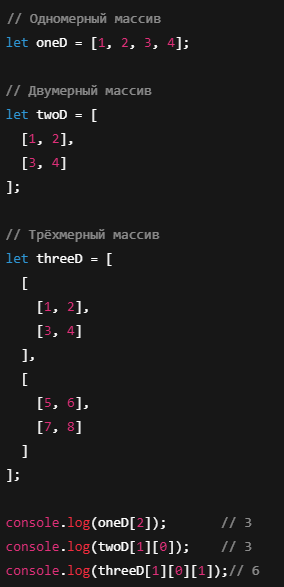 // Одномерный массив
let oneD = [1, 2, 3, 4];

// Двумерный массив
let twoD = [
  [1, 2],
  [3, 4]
];

// Трёхмерный массив
let threeD = [
  [
    [1, 2],
    [3, 4]
  ],
  [
    [5, 6],
    [7, 8]
  ]
];

console.log(oneD[2]);       // 3
console.log(twoD[1][0]);    // 3
console.log(threeD[1][0][1]);// 6